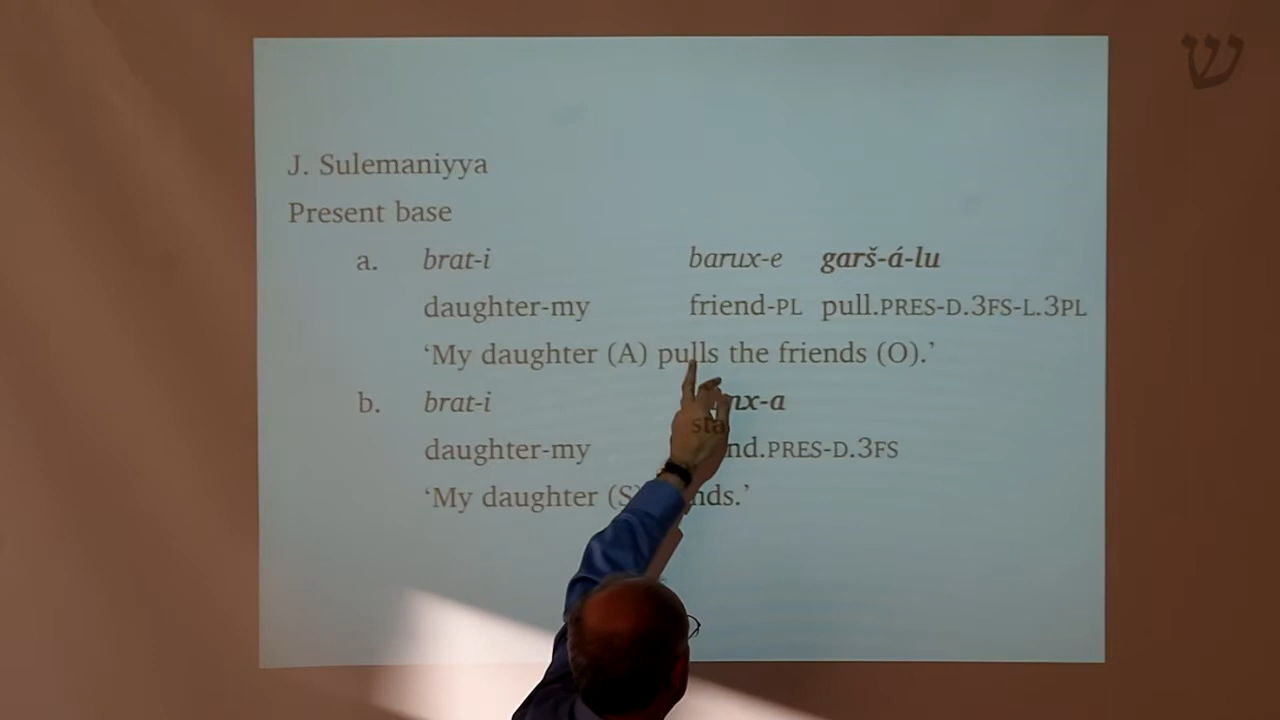 J. Sulemaniyya
Present base
a. brat-i barux-e garš-á-lu
daughter-my friend-PL pull.PRES-D.3FS-L.3PL
‘My daughter (A) pulls the friends (O).’
b. brat-i
daughter-my
‘My daughter
ש